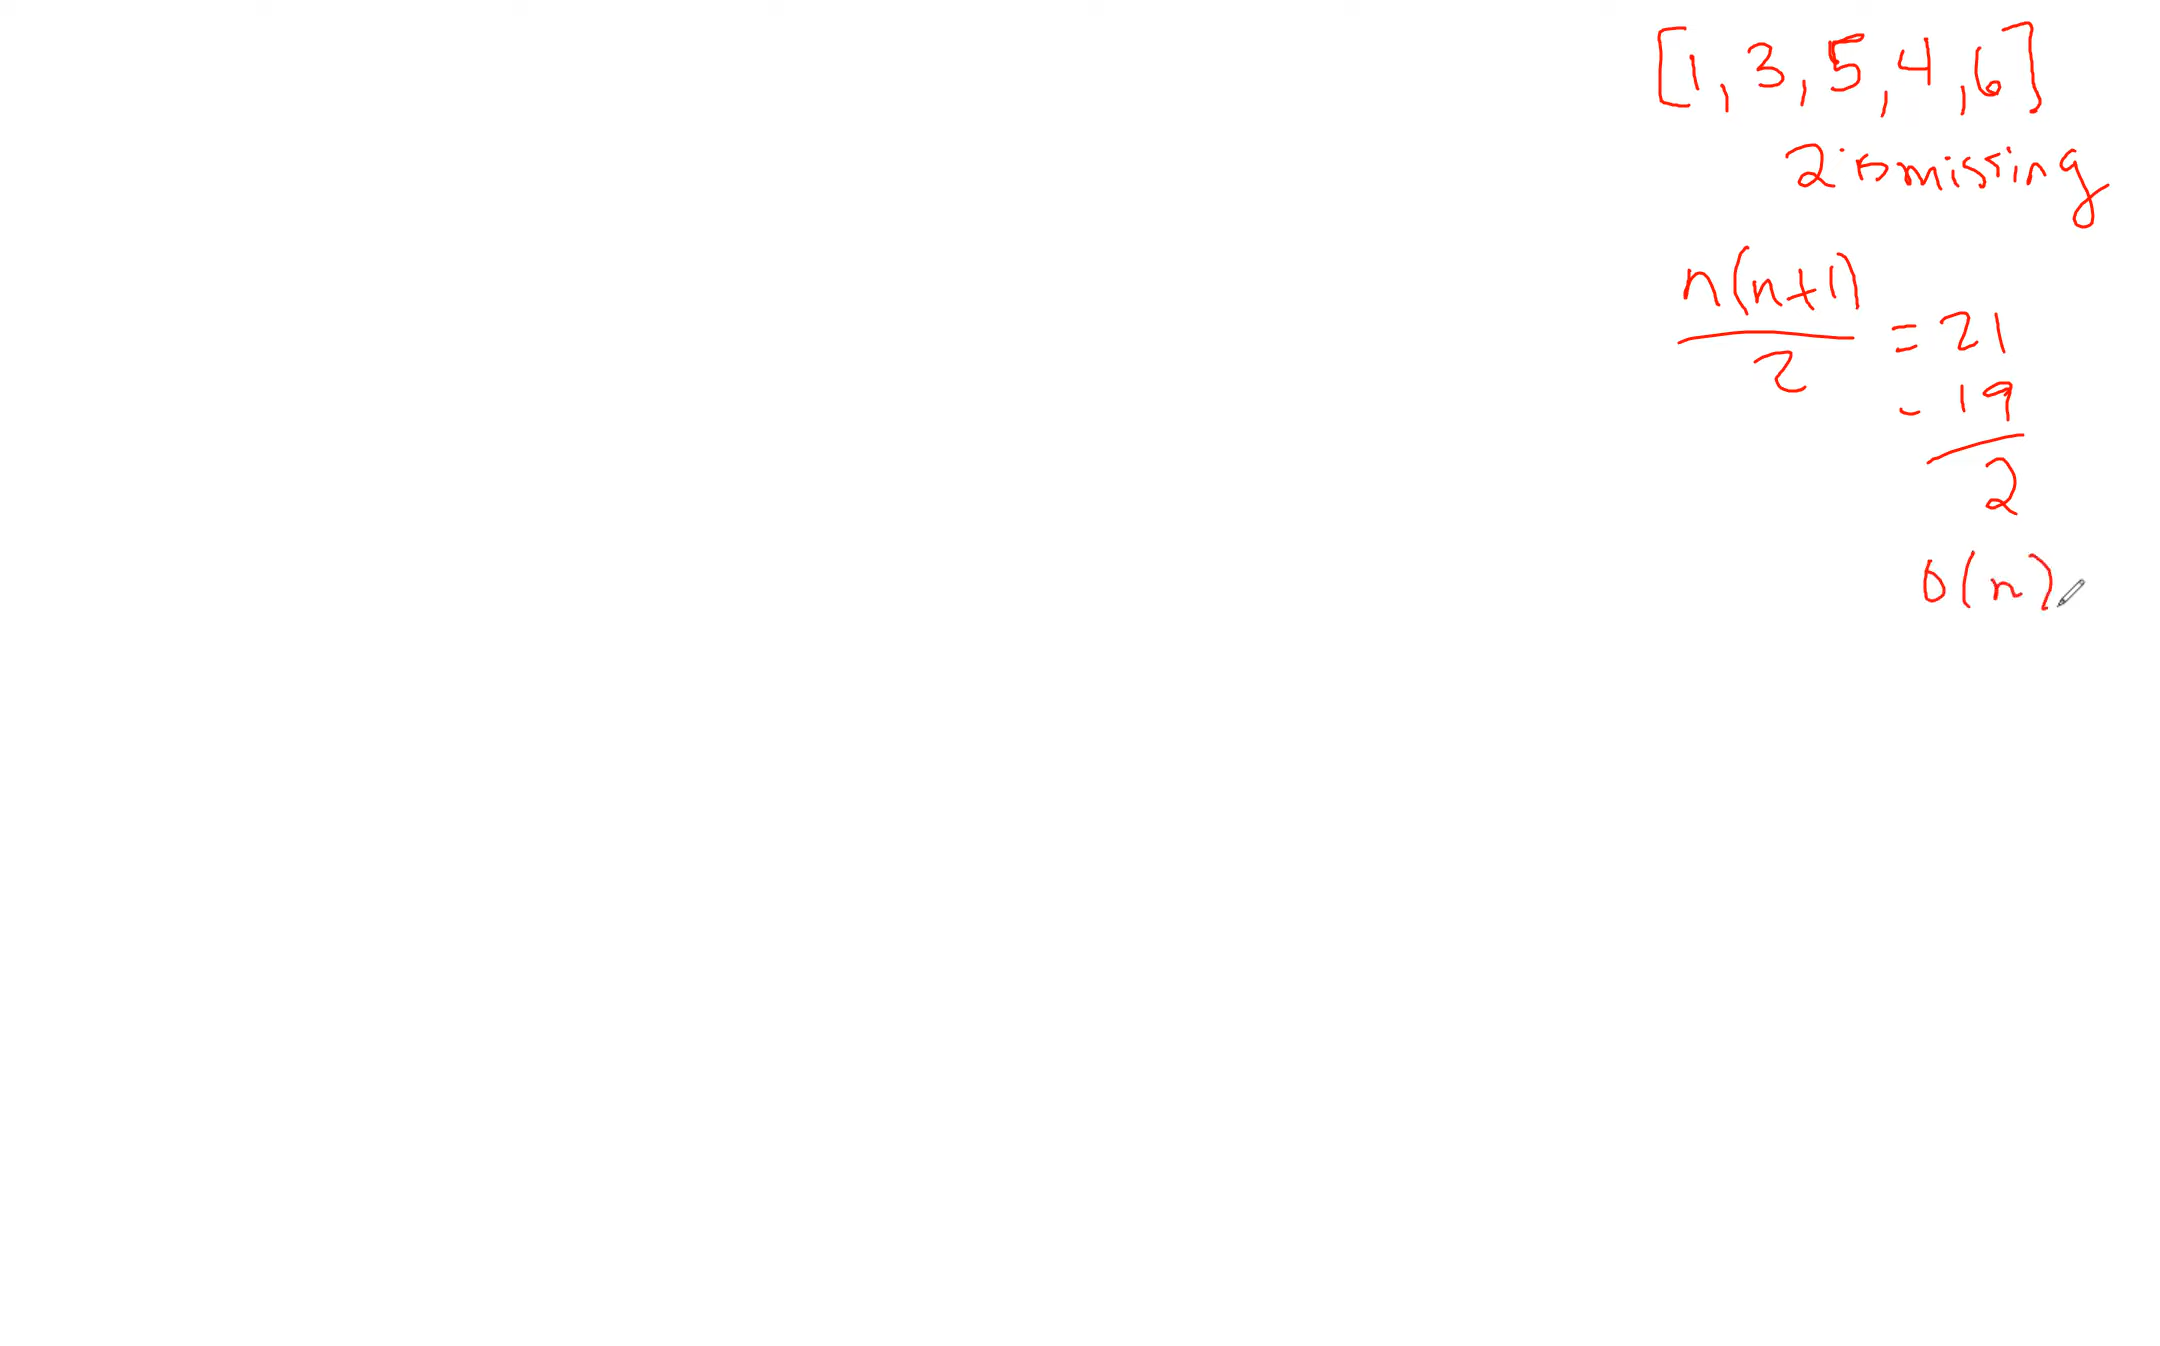 [1, 3, 5, 4, 6]
2 is missing
n(n+1)
2
= 21
- 19
2
O(n)